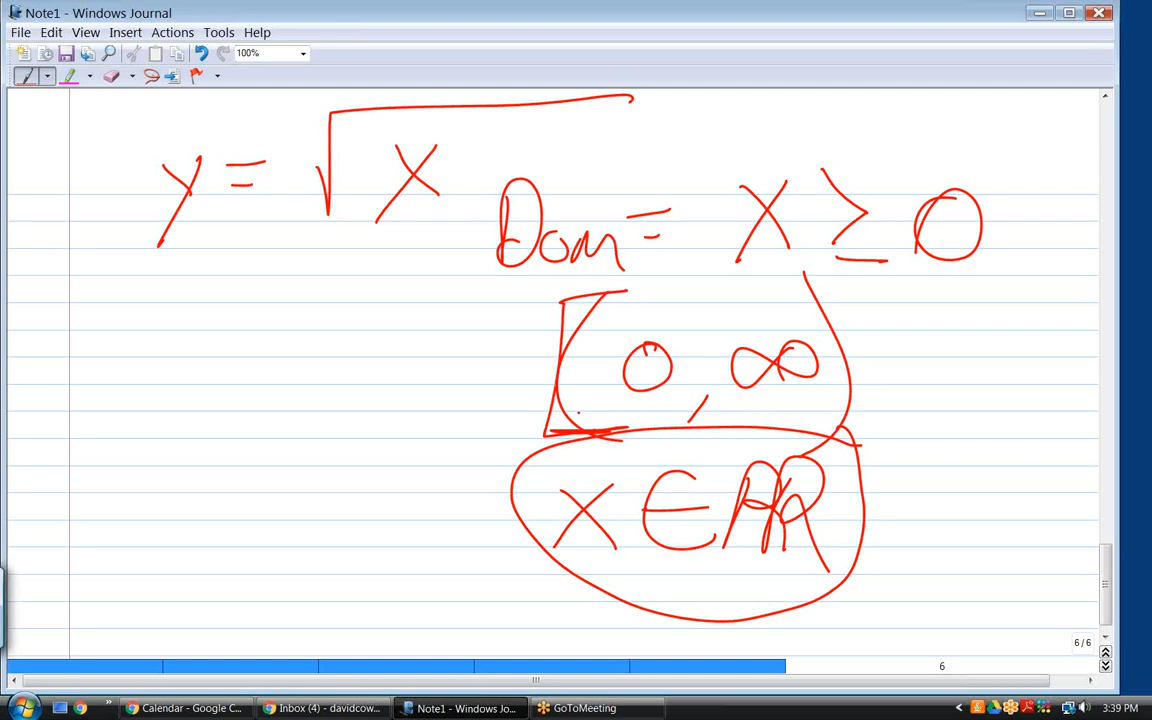 Note1 - Windows Journal
File Edit View Insert Actions Tools Help
100%
y = √x
Dom = x ≥ 0
[0, ∞)
x ∈ ℝ
6 / 6
6
Calendar - Google C... Inbox (4) - davidcow... Note1 - Windows Jo... GoToMeeting 3:39 PM